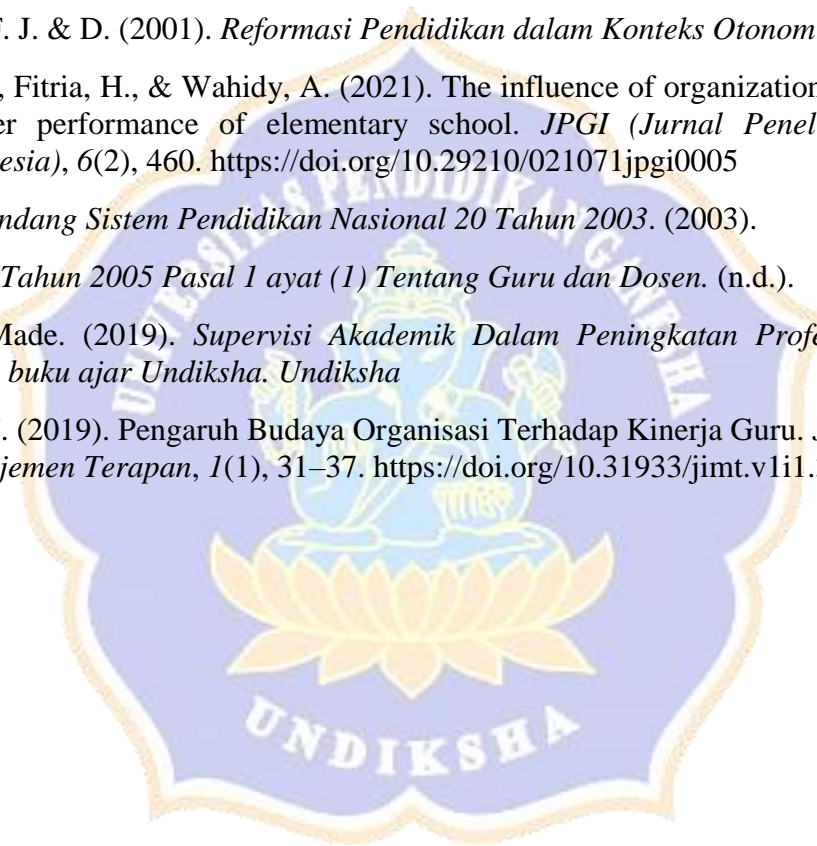 F. J. & D. (2001). Reformasi Pendidikan dalam Konteks Otonom
, Fitria, H., & Wahidy, A. (2021). The influence of organization
er performance of elementary school. JPGI (Jurnal Penel
esia), 6(2), 460. https://doi.org/10.29210/021071jpgi0005
ndang Sistem Pendidikan Nasional 20 Tahun 2003. (2003).
Tahun 2005 Pasal 1 ayat (1) Tentang Guru dan Dosen. (n.d.).
Made. (2019). Supervisi Akademik Dalam Peningkatan Profe
buku ajar Undiksha. Undiksha
. (2019). Pengaruh Budaya Organisasi Terhadap Kinerja Guru. J
jemen Terapan, 1(1), 31–37. https://doi.org/10.31933/jimt.v1i1.
UNIVERSITAS PENDIDIKAN GANESHA
UNDIKSHA